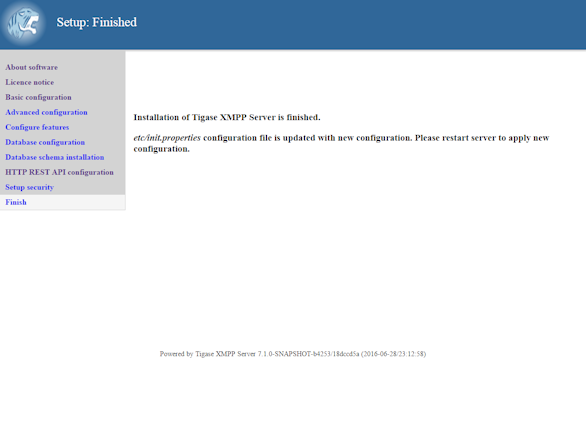 Setup: Finished
About software
Licence notice
Basic configuration
Advanced configuration
Configure features
Database configuration
Database schema installation
HTTP REST API configuration
Setup security
Finish
Installation of Tigase XMPP Server is finished.
etc/init.properties configuration file is updated with new configuration. Please restart server to apply new
configuration.
Powered by Tigase XMPP Server 7.1.0-SNAPSHOT-b4253/18dccd5a (2016-06-28/23:12:58)